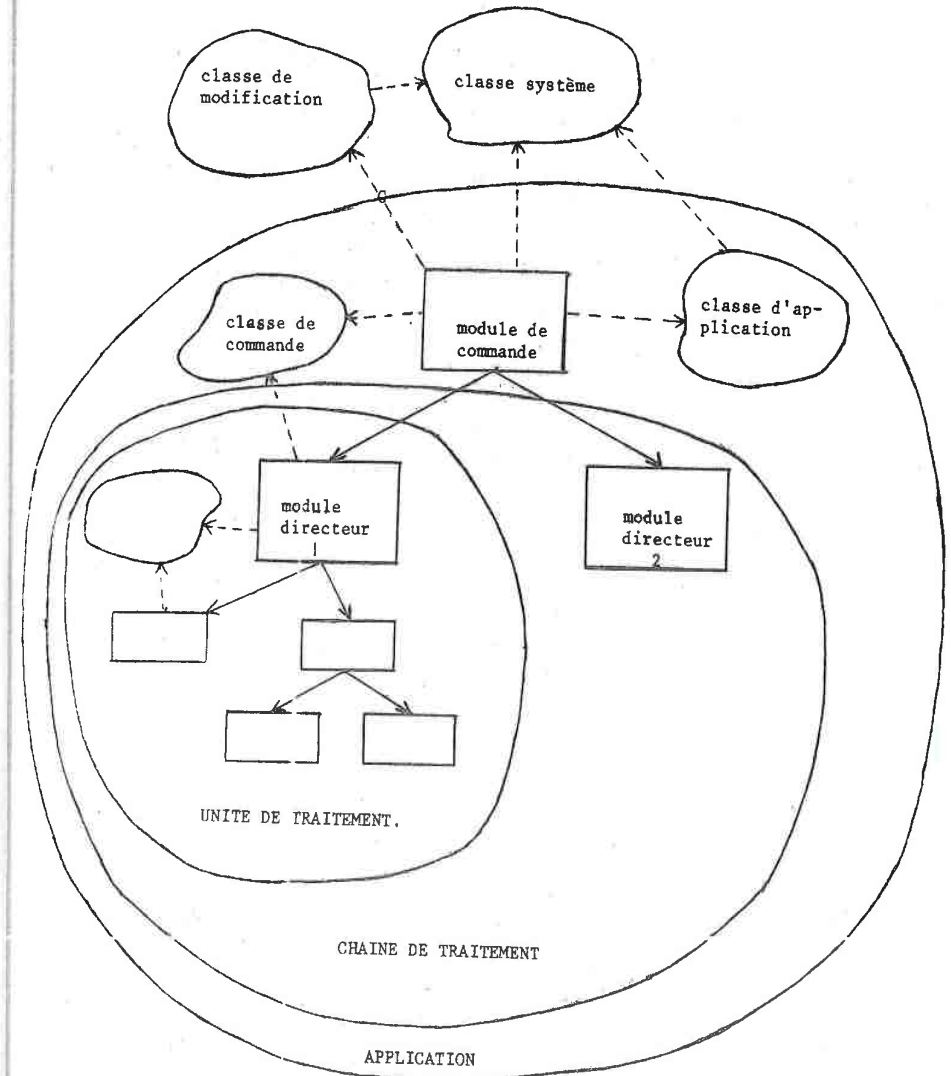 classe de
modification
classe système
classe de
commande
module de
commande
classe d'ap-
plication
module
directeur
1
module
directeur
2
UNITE DE TRAITEMENT.
CHAINE DE TRAITEMENT
APPLICATION